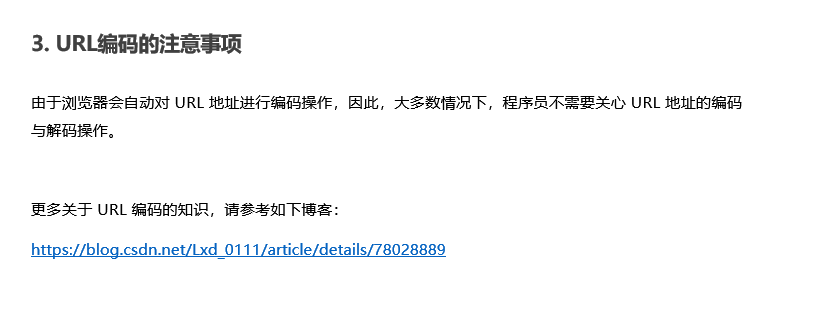 3. URL编码的注意事项
由于浏览器会自动对 URL 地址进行编码操作，因此，大多数情况下，程序员不需要关心 URL 地址的编码
与解码操作。
更多关于 URL 编码的知识，请参考如下博客：
https://blog.csdn.net/Lxd_0111/article/details/78028889